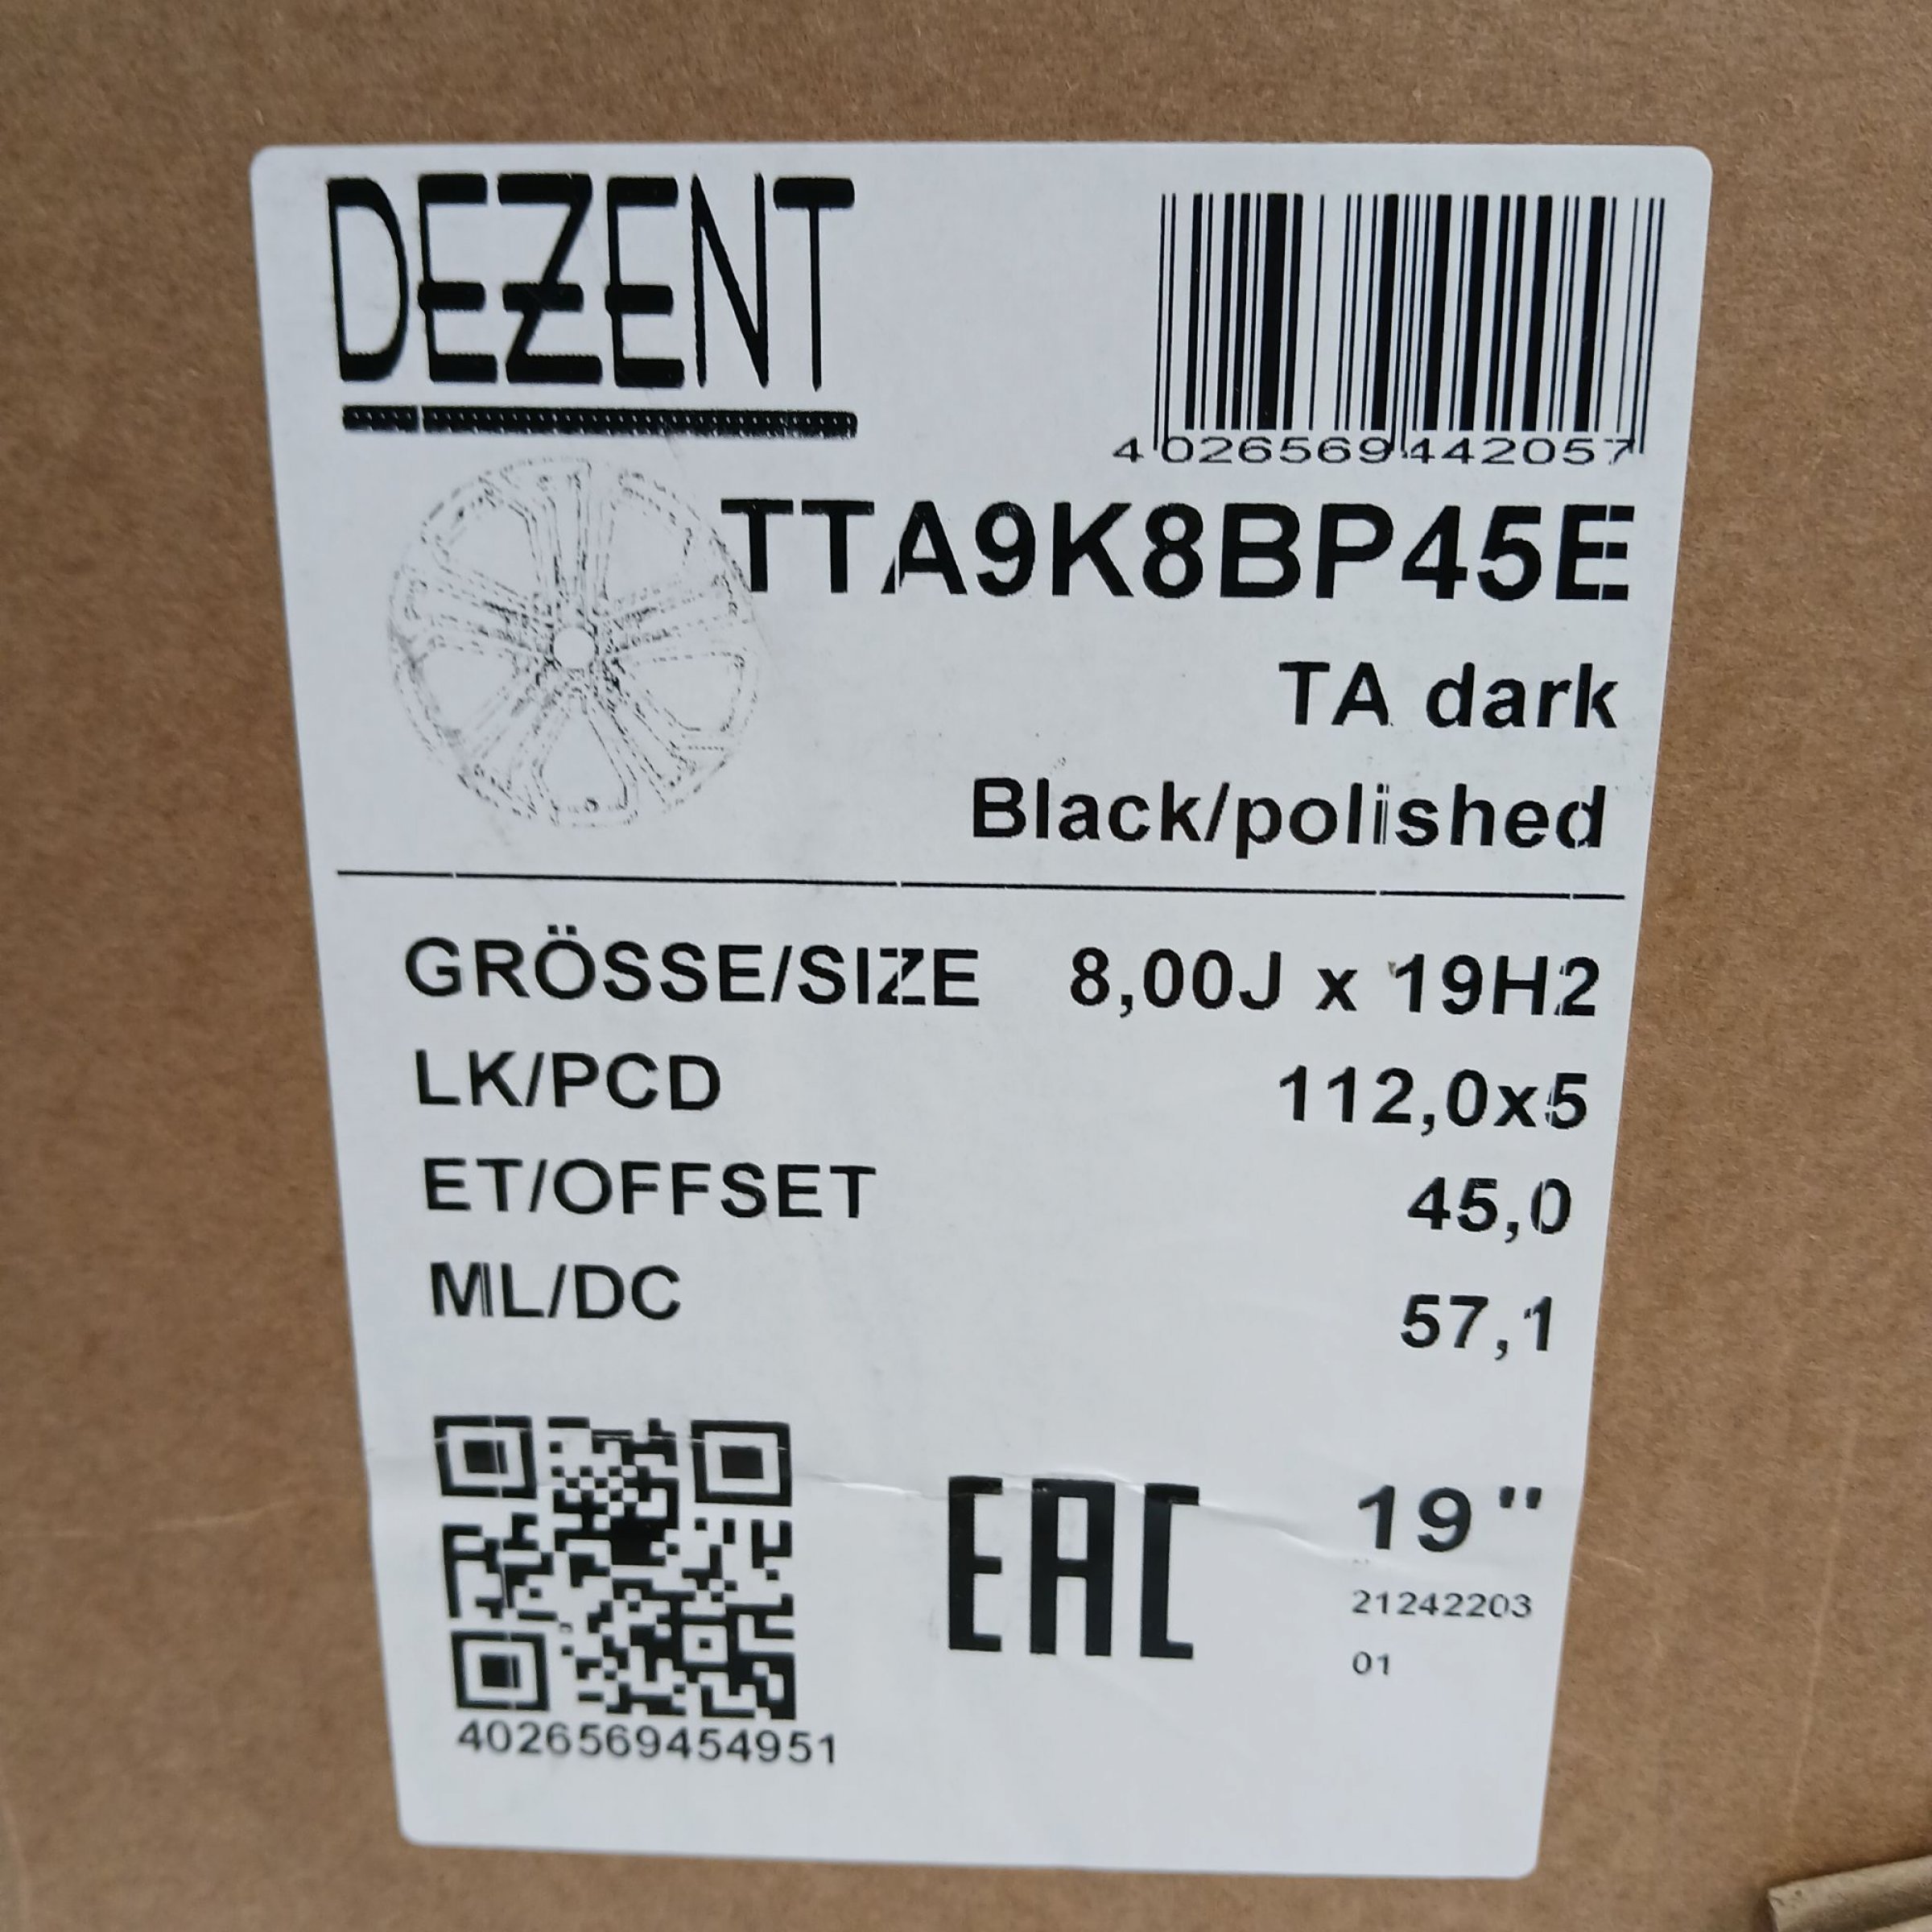 DEZENT
4026569442057
TTA9K8BP45E
TA dark
Black/polished
GRÖSSE/SIZE 8,00J x 19H2
LK/PCD 112,0x5
ET/OFFSET 45,0
ML/DC 57,1
EAC
19"
21242203
01
4026569454951